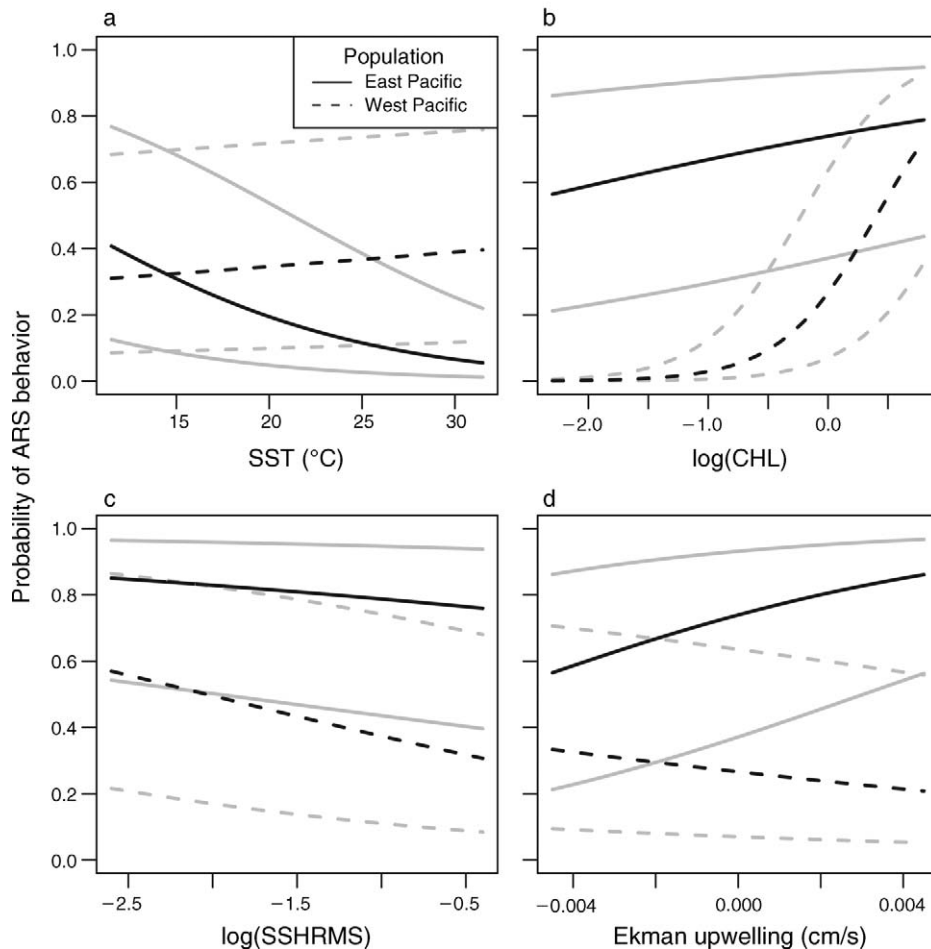 a
b
1.0
0.8
0.6
0.4
0.2
0.0
Population
East Pacific
West Pacific
15
20
25
30
SST (°C)
−2.0
−1.0
0.0
log(CHL)
Probability of ARS behavior
c
d
1.0
0.8
0.6
0.4
0.2
0.0
−2.5
−1.5
−0.5
log(SSHRMS)
−0.004
0.000
0.004
Ekman upwelling (cm/s)